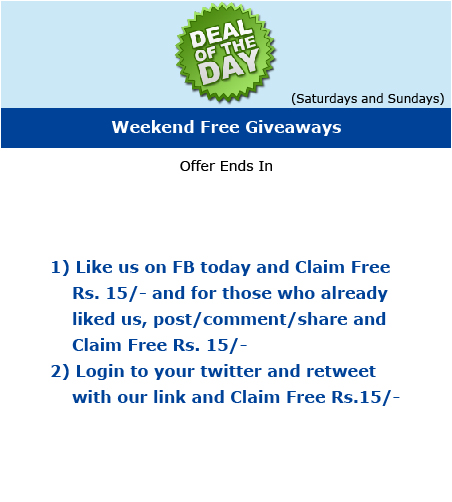 DEAL
OF THE
DAY
(Saturdays and Sundays)
Weekend Free Giveaways
Offer Ends In
1) Like us on FB today and Claim Free
Rs. 15/- and for those who already
liked us, post/comment/share and
Claim Free Rs. 15/-
2) Login to your twitter and retweet
with our link and Claim Free Rs.15/-